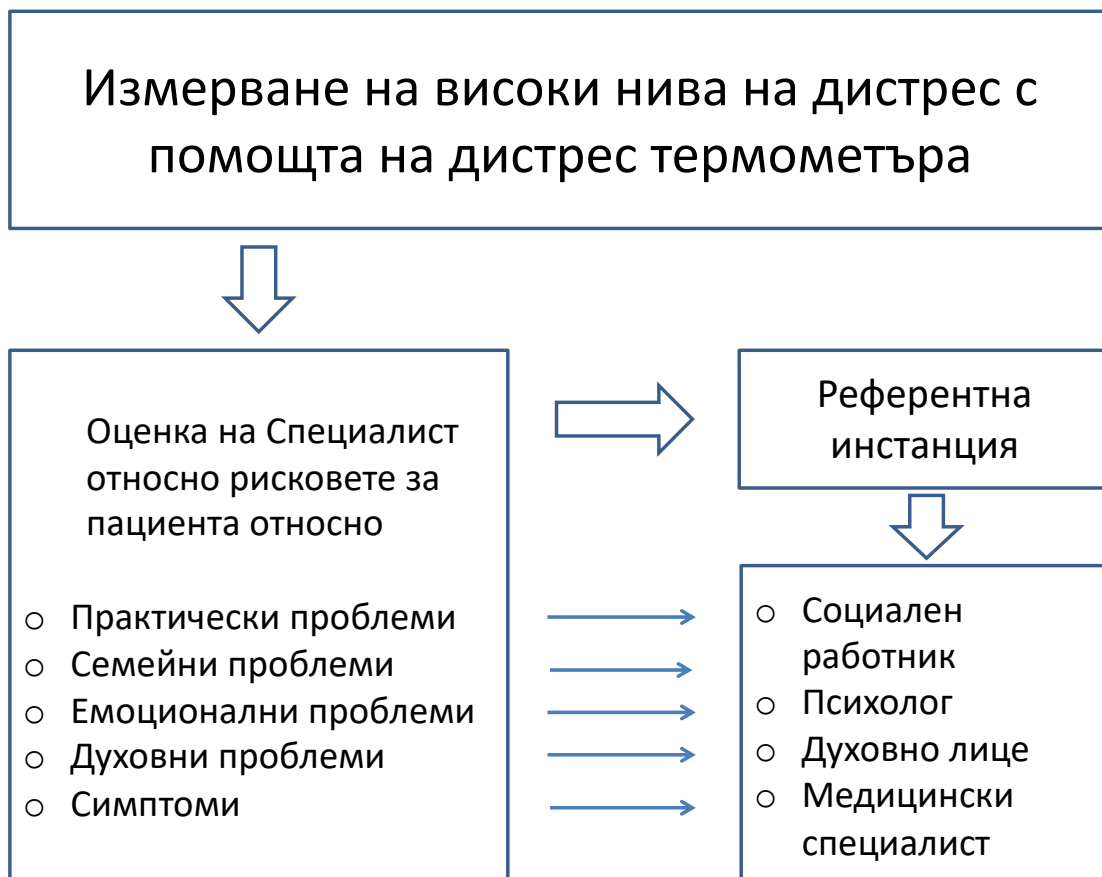 Измерване на високи нива на дистрес с
помощта на дистрес термометъра
Оценка на Специалист
относно рисковете за
пациента относно
o Практически проблеми
o Семейни проблеми
o Емоционални проблеми
o Духовни проблеми
o Симптоми
Референтна
инстанция
o Социален
работник
o Психолог
o Духовно лице
o Медицински
специалист